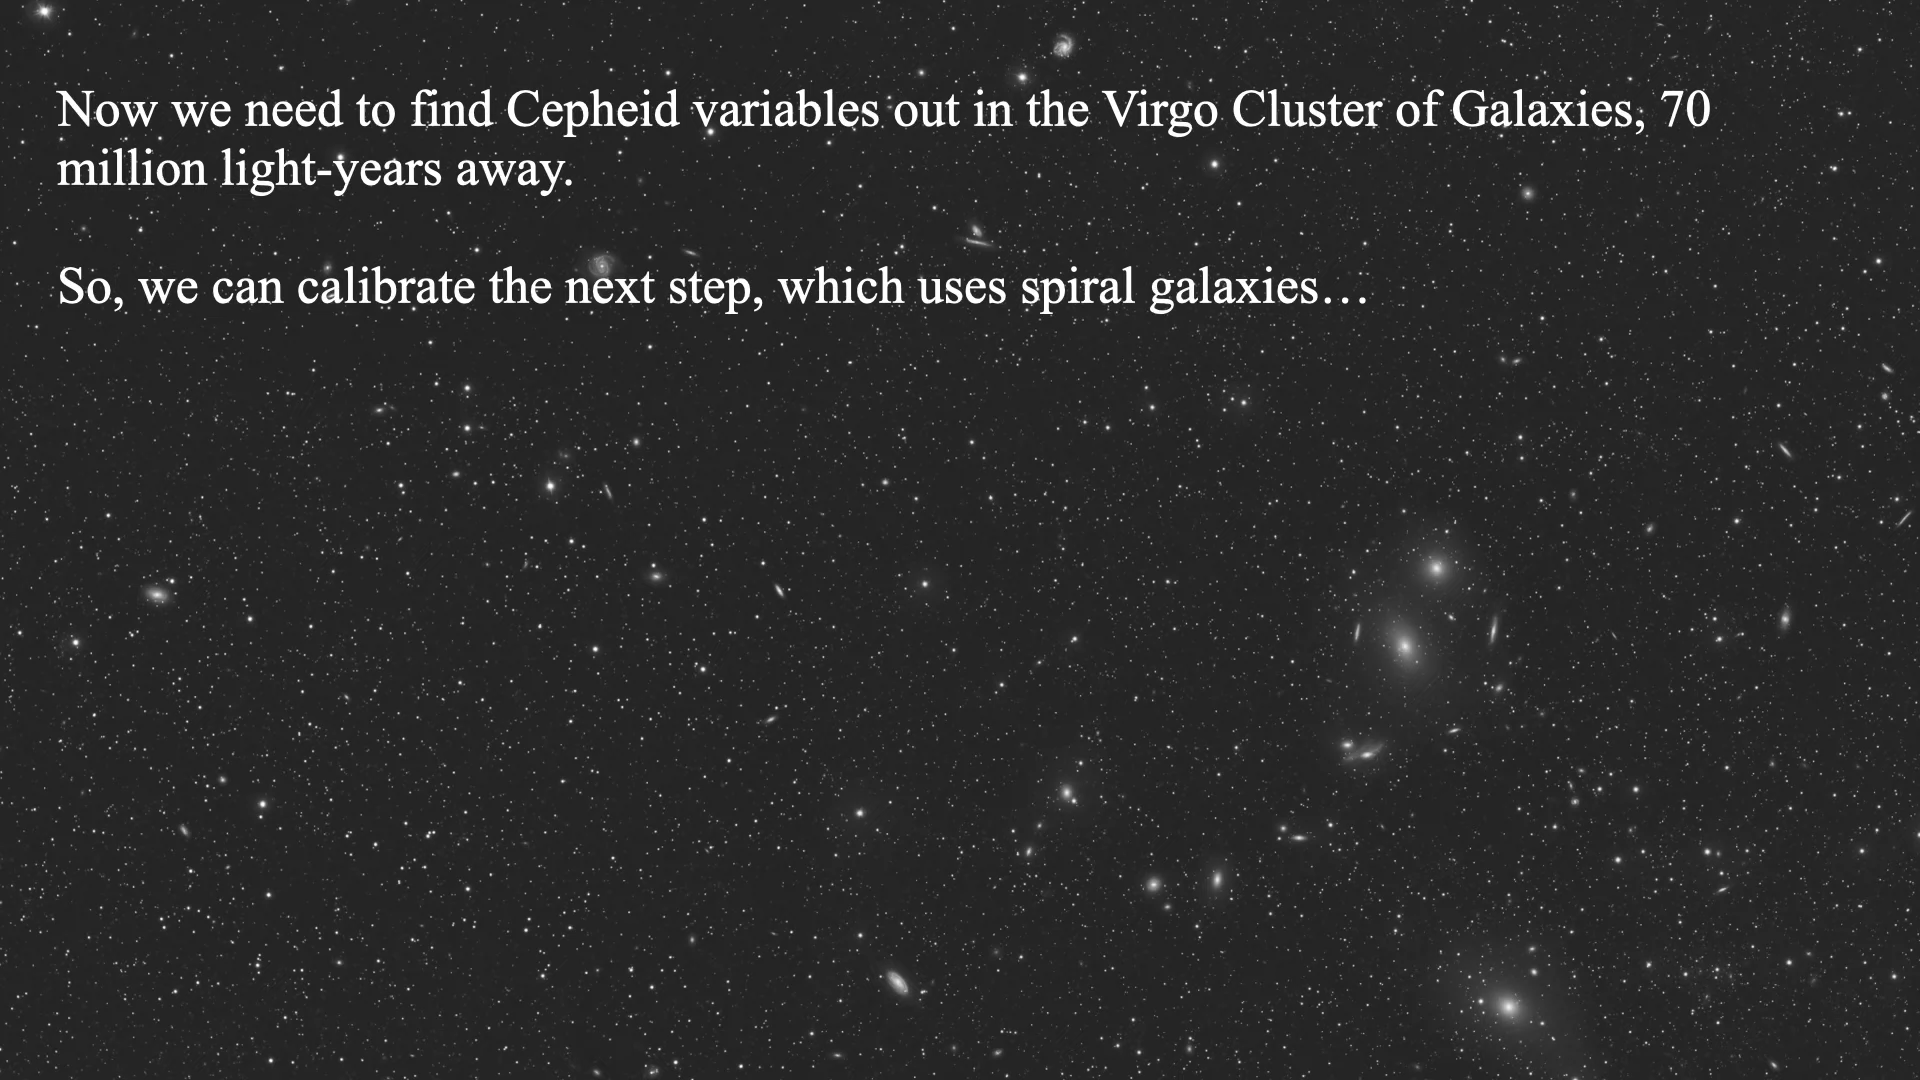 Now we need to find Cepheid variables out in the Virgo Cluster of Galaxies, 70
million light-years away.
So, we can calibrate the next step, which uses spiral galaxies…